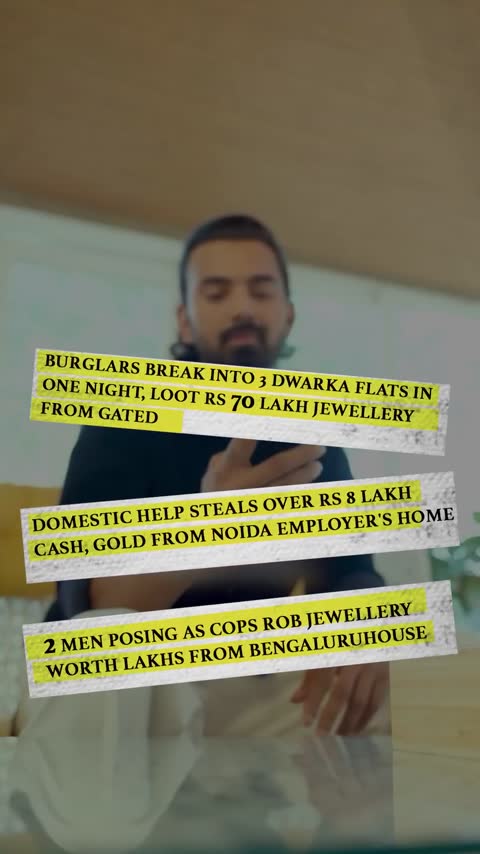 BURGLARS BREAK INTO 3 DWARKA FLATS IN
ONE NIGHT, LOOT RS 70 LAKH JEWELLERY
FROM GATED
DOMESTIC HELP STEALS OVER RS 8 LAKH
CASH, GOLD FROM NOIDA EMPLOYER'S HOME
2 MEN POSING AS COPS ROB JEWELLERY
WORTH LAKHS FROM BENGALURUHOUSE